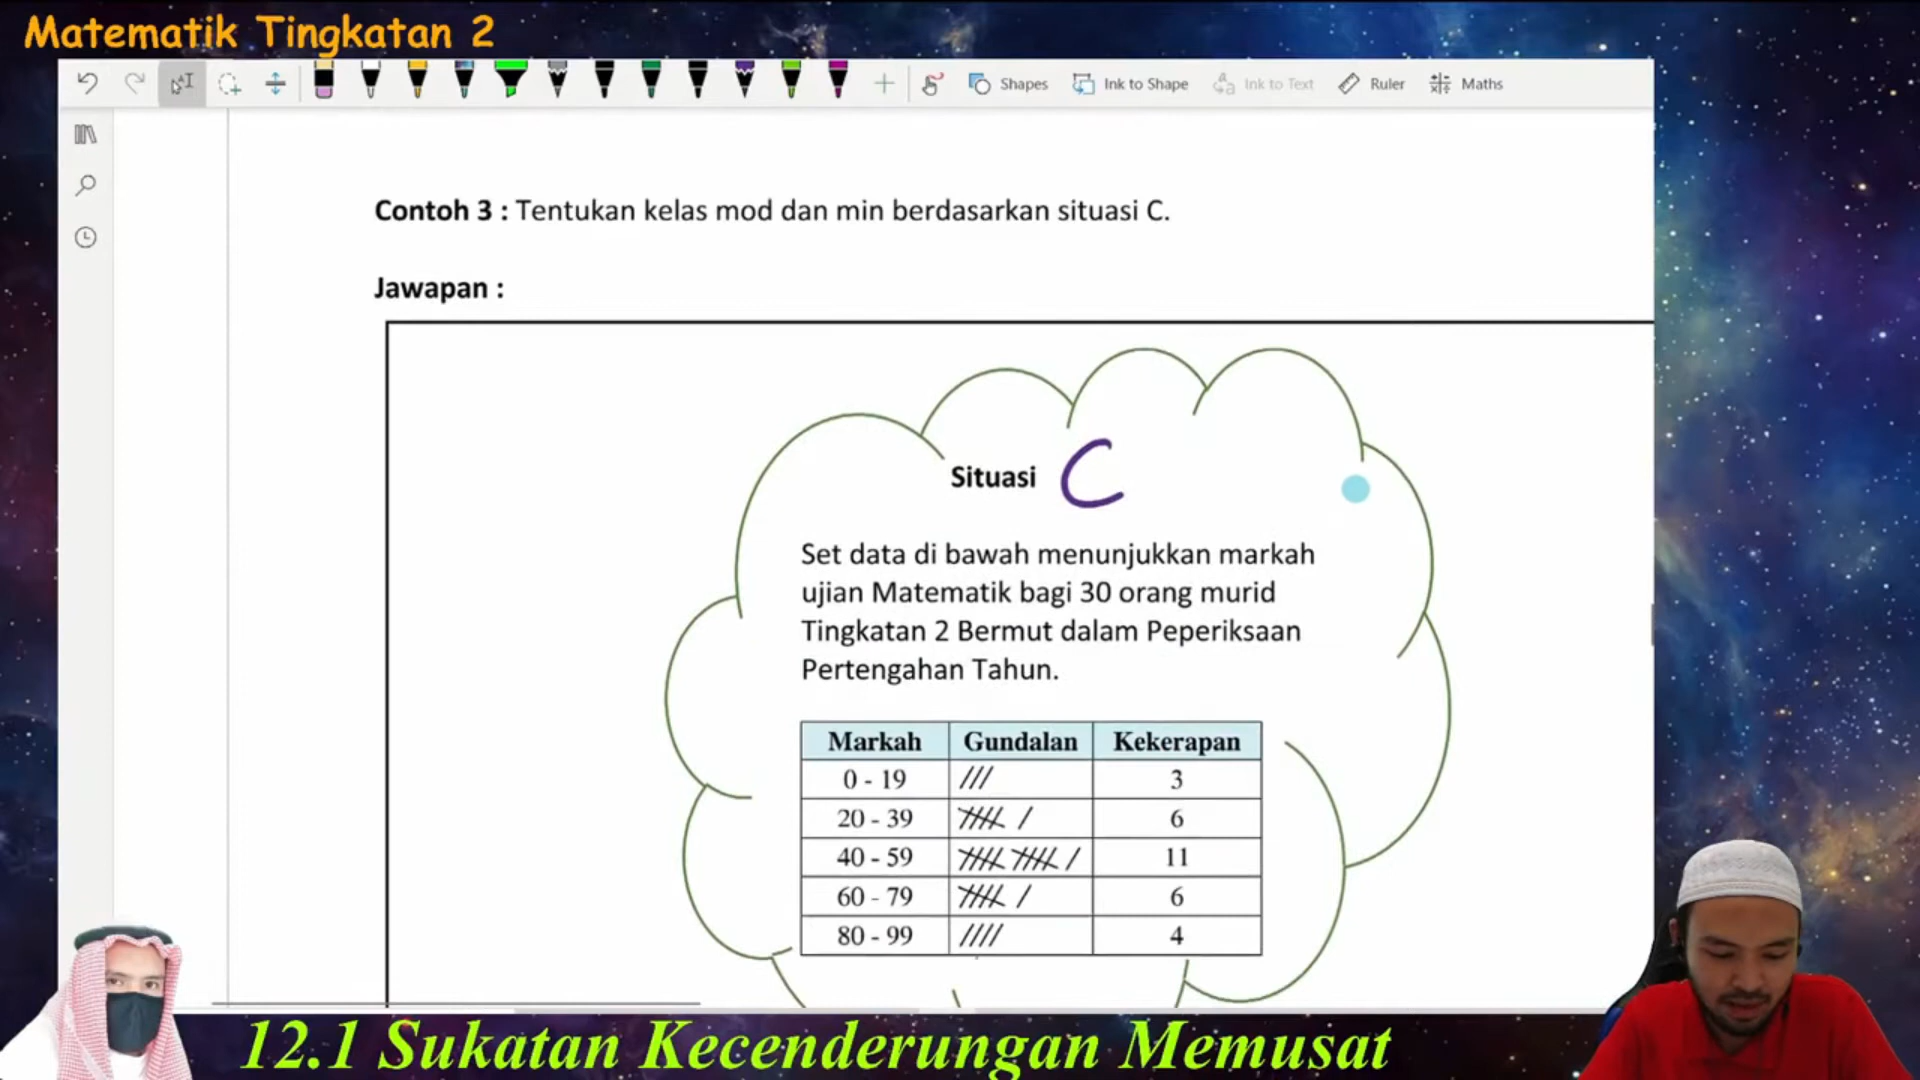 Matematik Tingkatan 2
Shapes
Ink to Shape
Ink to Text
Ruler
Maths
Contoh 3 : Tentukan kelas mod dan min berdasarkan situasi C.
Jawapan :
Situasi C
Set data di bawah menunjukkan markah
ujian Matematik bagi 30 orang murid
Tingkatan 2 Bermut dalam Peperiksaan
Pertengahan Tahun.
Markah Gundalan Kekerapan
0 - 19 /// 3
20 - 39 //// / 6
40 - 59 //// //// / 11
60 - 79 //// / 6
80 - 99 //// 4
12.1 Sukatan Kecenderungan Memusat